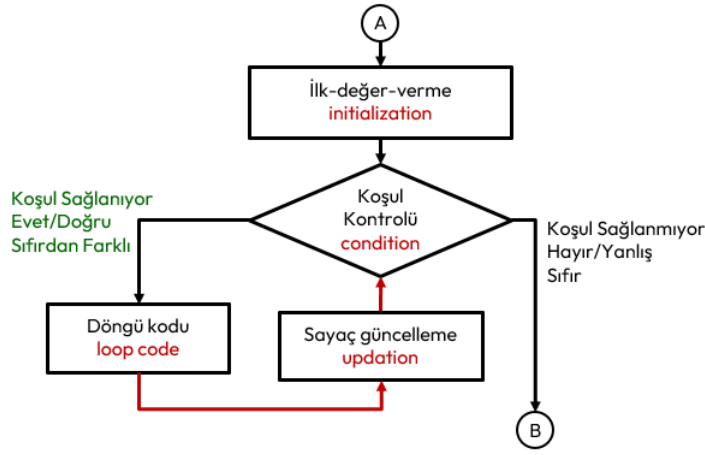 A
İlk-değer-verme
initialization
Koşul
Kontrolü
condition
Koşul Sağlanıyor
Evet/Doğru
Sıfırdan Farklı
Koşul Sağlanmıyor
Hayır/Yanlış
Sıfır
Döngü kodu
loop code
Sayaç güncelleme
updation
B